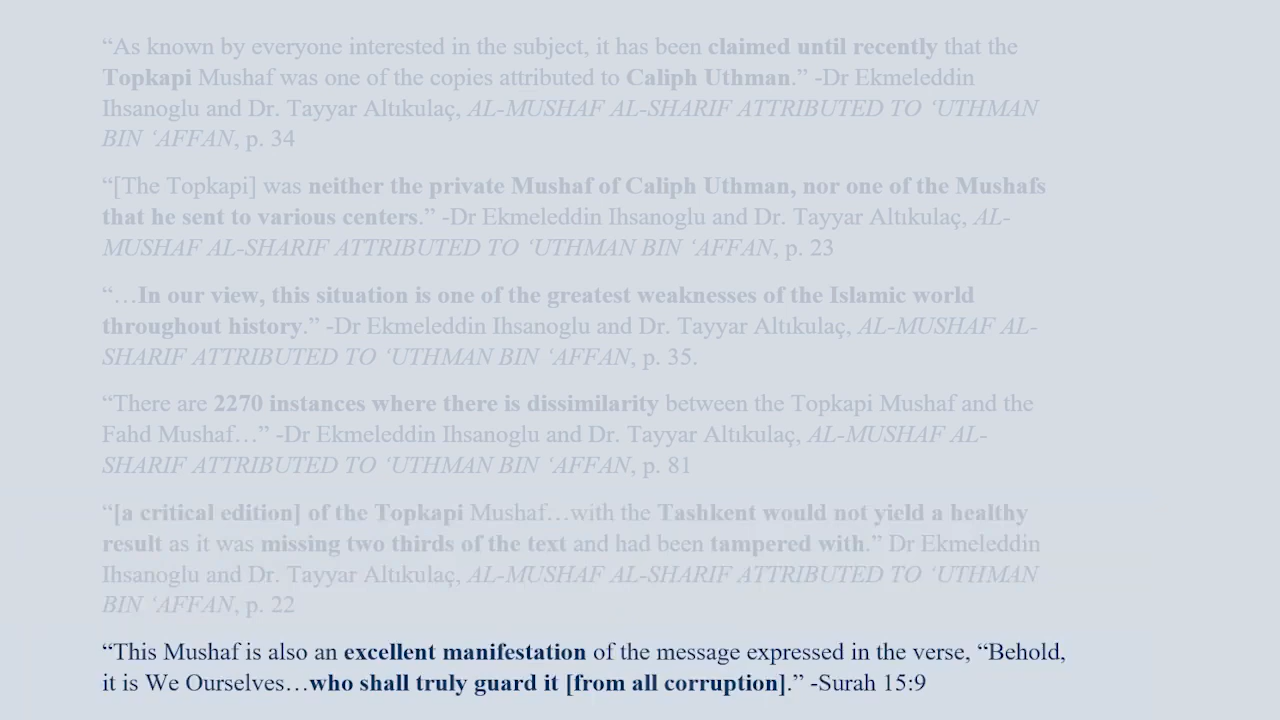 “As known by everyone interested in the subject, it has been claimed until recently that the
Topkapi Mushaf was one of the copies attributed to Caliph Uthman.” -Dr Ekmeleddin
Ihsanoglu and Dr. Tayyar Altıkulaç, AL-MUSHAF AL-SHARIF ATTRIBUTED TO ‘UTHMAN
BIN ‘AFFAN, p. 34
“[The Topkapi] was neither the private Mushaf of Caliph Uthman, nor one of the Mushafs
that he sent to various centers.” -Dr Ekmeleddin Ihsanoglu and Dr. Tayyar Altıkulaç, AL-
MUSHAF AL-SHARIF ATTRIBUTED TO ‘UTHMAN BIN ‘AFFAN, p. 23
“…In our view, this situation is one of the greatest weaknesses of the Islamic world
throughout history.” -Dr Ekmeleddin Ihsanoglu and Dr. Tayyar Altıkulaç, AL-MUSHAF AL-
SHARIF ATTRIBUTED TO ‘UTHMAN BIN ‘AFFAN, p. 35.
“There are 2270 instances where there is dissimilarity between the Topkapi Mushaf and the
Fahd Mushaf…” -Dr Ekmeleddin Ihsanoglu and Dr. Tayyar Altıkulaç, AL-MUSHAF AL-
SHARIF ATTRIBUTED TO ‘UTHMAN BIN ‘AFFAN, p. 81
“[a critical edition] of the Topkapi Mushaf…with the Tashkent would not yield a healthy
result as it was missing two thirds of the text and had been tampered with.” Dr Ekmeleddin
Ihsanoglu and Dr. Tayyar Altıkulaç, AL-MUSHAF AL-SHARIF ATTRIBUTED TO ‘UTHMAN
BIN ‘AFFAN, p. 22
“This Mushaf is also an excellent manifestation of the message expressed in the verse, “Behold,
it is We Ourselves…who shall truly guard it [from all corruption].” -Surah 15:9